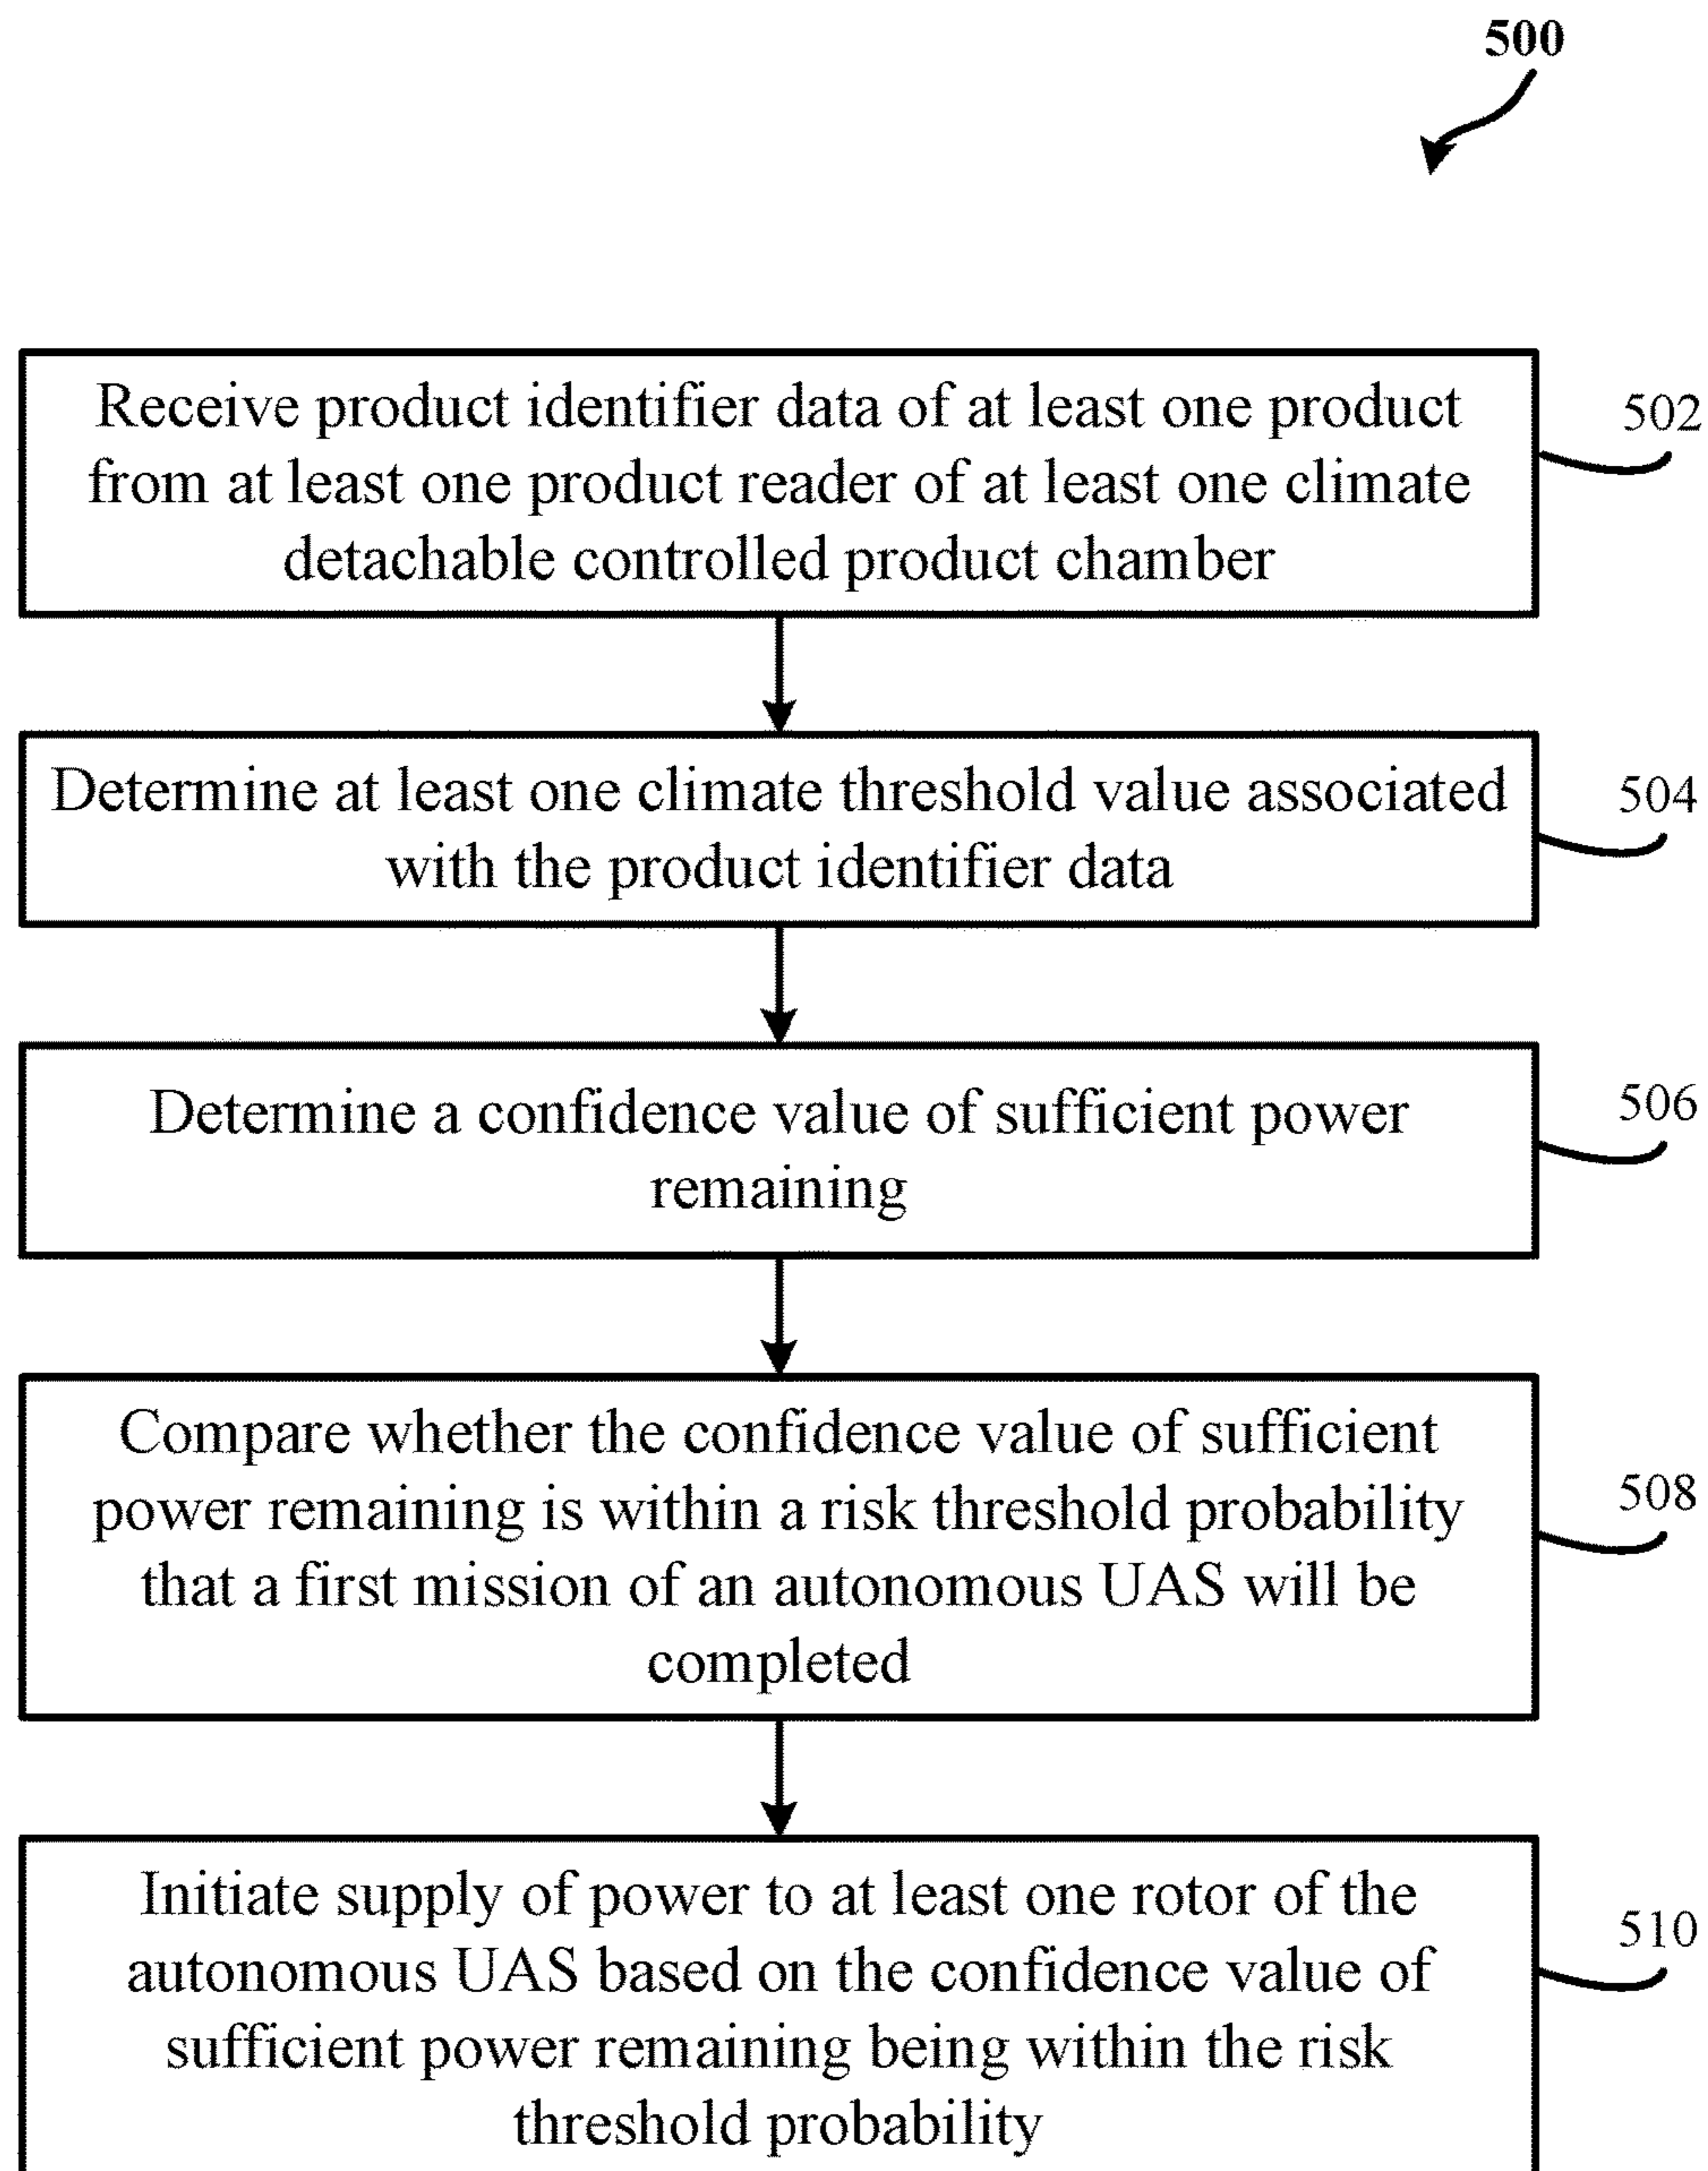 500
Receive product identifier data of at least one product
from at least one product reader of at least one climate
detachable controlled product chamber
502
Determine at least one climate threshold value associated
with the product identifier data
504
Determine a confidence value of sufficient power
remaining
506
Compare whether the confidence value of sufficient
power remaining is within a risk threshold probability
that a first mission of an autonomous UAS will be
completed
508
Initiate supply of power to at least one rotor of the
autonomous UAS based on the confidence value of
sufficient power remaining being within the risk
threshold probability
510